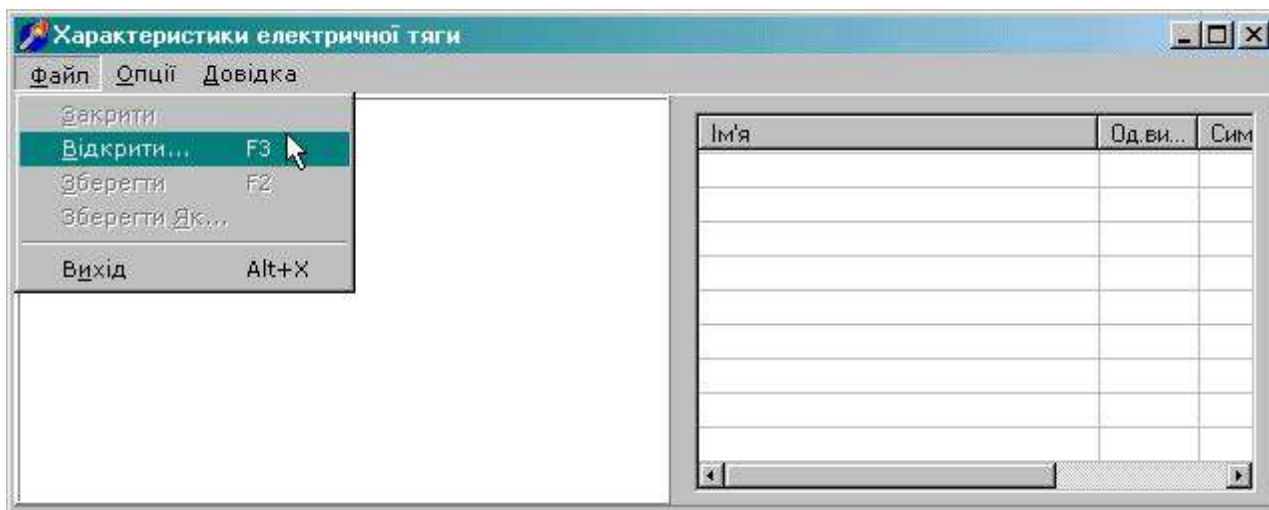 Характеристики електричної тяги
Файл Опції Довідка
Закрити
Відкрити... F3
Зберегти F2
Зберегти Як...
Вихід Alt+X
Ім'я Од.ви... Сим